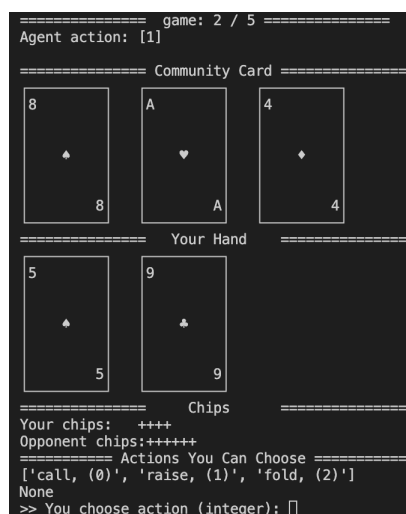 =============== game: 2 / 5 ===============
Agent action: [1]
=============== Community Card ===============
8 A 4
♠ ♥ ♦
8 A 4
=============== Your Hand ===============
5 9
♠ ♣
5 9
=============== Chips ===============
Your chips: ++++
Opponent chips:++++++
=========== Actions You Can Choose ===========
['call, (0)', 'raise, (1)', 'fold, (2)']
None
>> You choose action (integer):